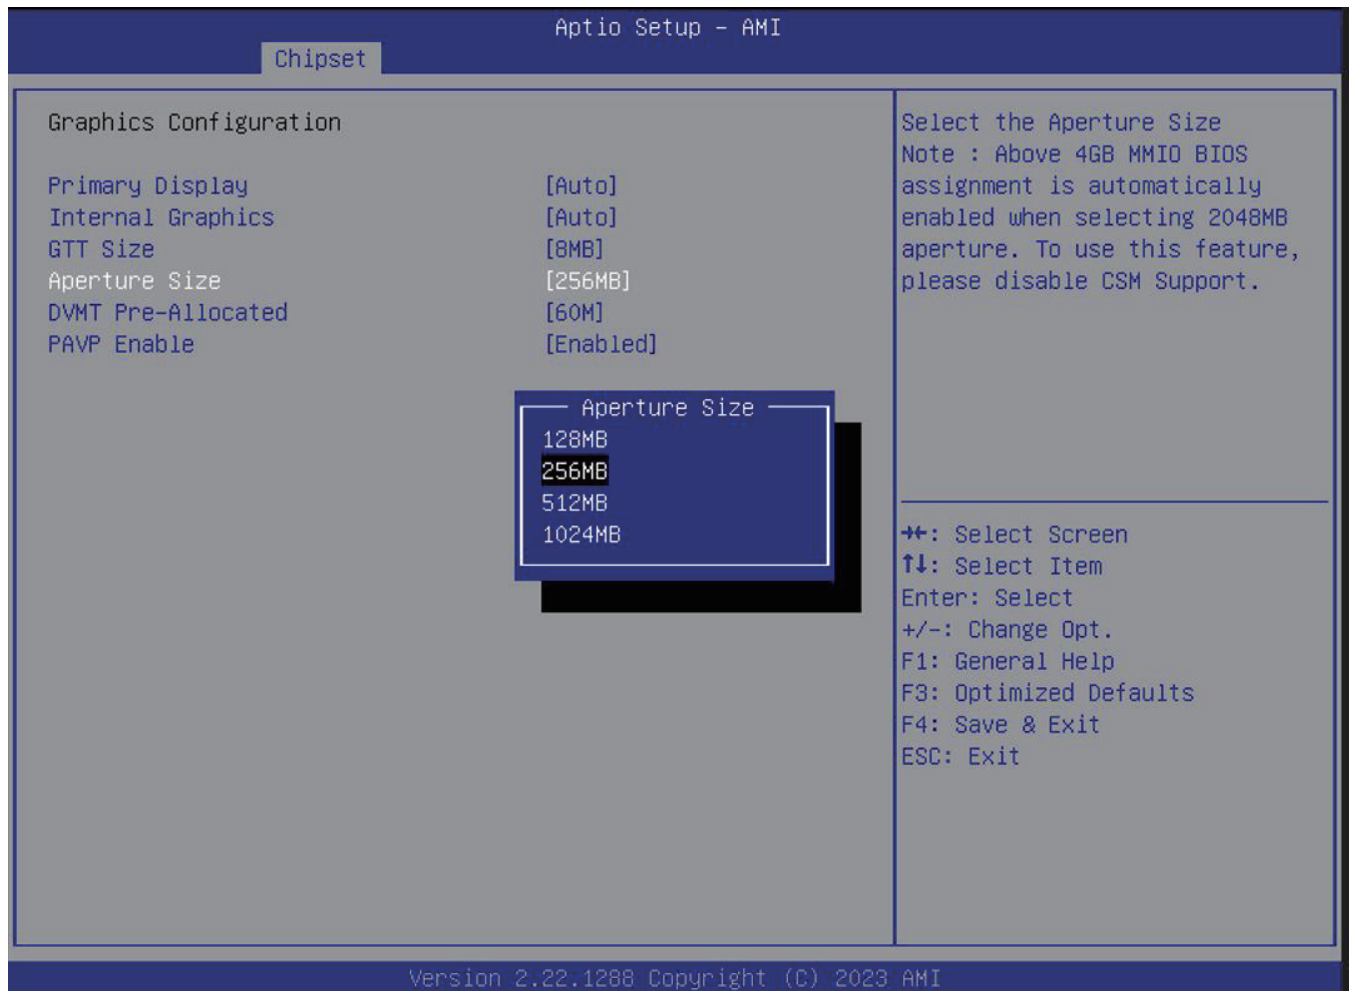 Aptio Setup – AMI
Chipset
Graphics Configuration
Primary Display [Auto]
Internal Graphics [Auto]
GTT Size [8MB]
Aperture Size [256MB]
DVMT Pre-Allocated [60M]
PAVP Enable [Enabled]
Aperture Size
128MB
256MB
512MB
1024MB
Select the Aperture Size
Note : Above 4GB MMIO BIOS
assignment is automatically
enabled when selecting 2048MB
aperture. To use this feature,
please disable CSM Support.
→←: Select Screen
↑↓: Select Item
Enter: Select
+/-: Change Opt.
F1: General Help
F3: Optimized Defaults
F4: Save & Exit
ESC: Exit
Version 2.22.1288 Copyright (C) 2023 AMI